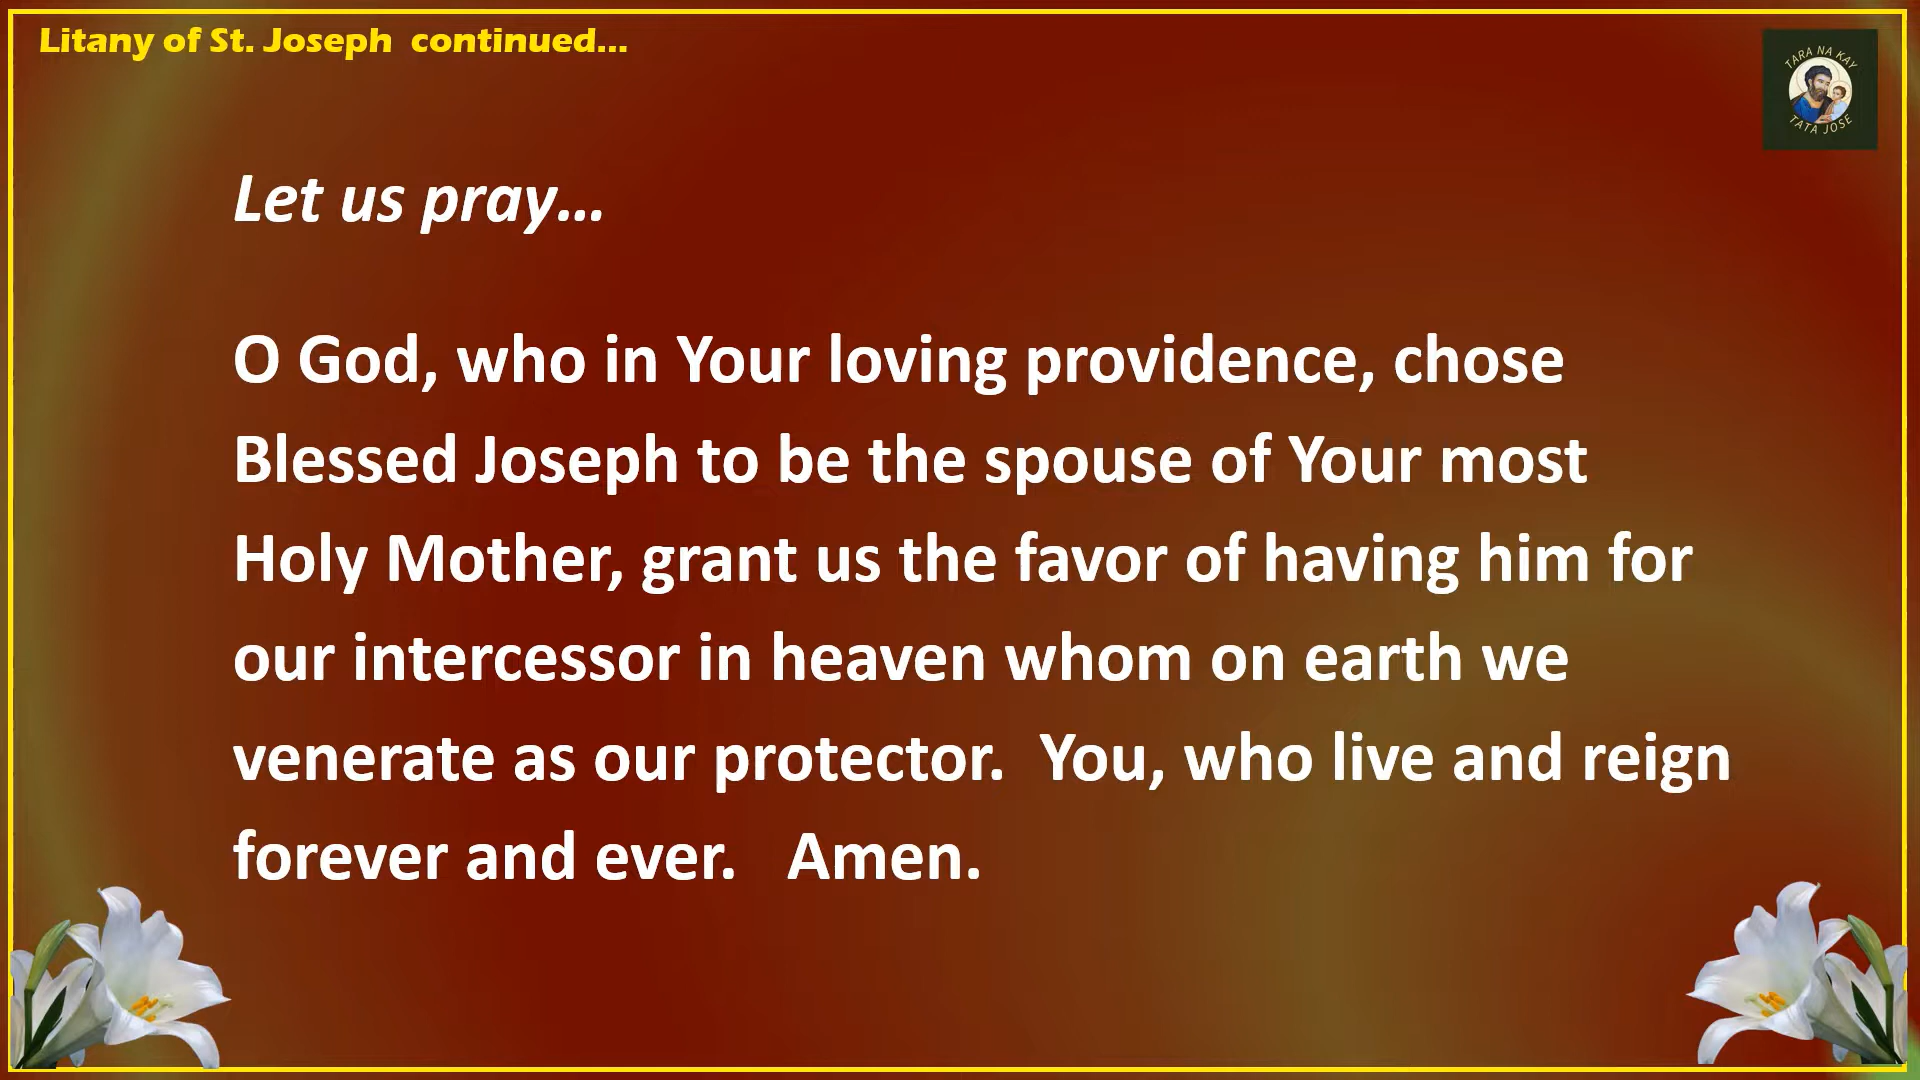 Litany of St. Joseph  continued...
TARA NA KAY
TATA JOSE
Let us pray...
O God, who in Your loving providence, chose
Blessed Joseph to be the spouse of Your most
Holy Mother, grant us the favor of having him for
our intercessor in heaven whom on earth we
venerate as our protector.  You, who live and reign
forever and ever.   Amen.